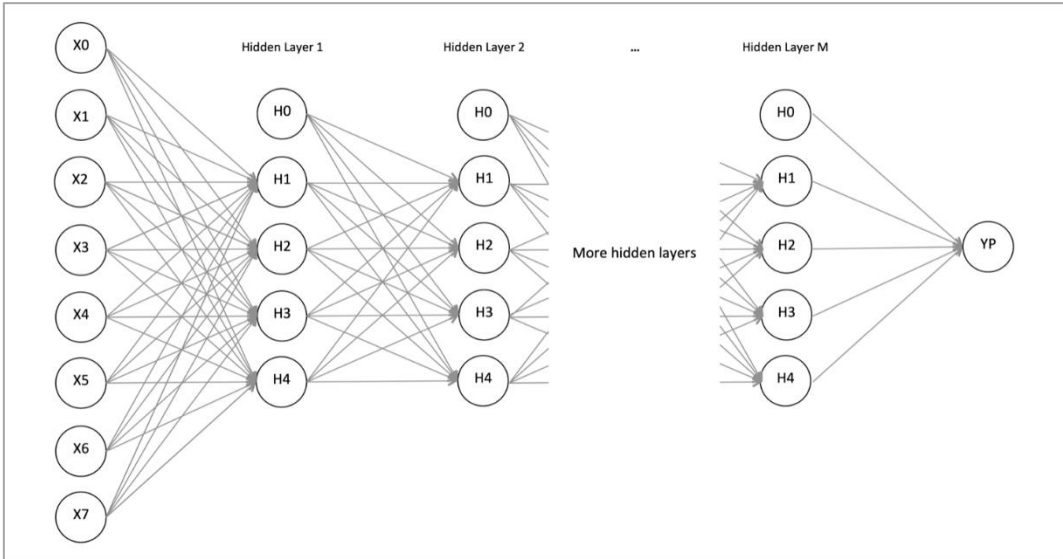 X0
X1
X2
X3
X4
X5
X6
X7
Hidden Layer 1
H0
H1
H2
H3
H4
Hidden Layer 2
H0
H1
H2
H3
H4
...
More hidden layers
Hidden Layer M
H0
H1
H2
H3
H4
YP